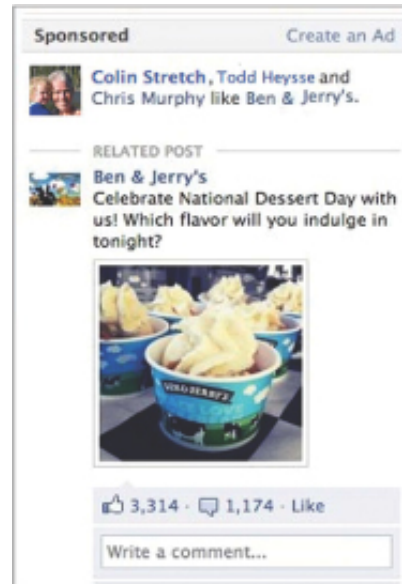 Sponsored Create an Ad
Colin Stretch, Todd Heysse and
Chris Murphy like Ben & Jerry's.
RELATED POST
Ben & Jerry's
Celebrate National Dessert Day with
us! Which flavor will you indulge in
tonight?
BEN & JERRY'S
3,314 · 1,174 · Like
Write a comment...